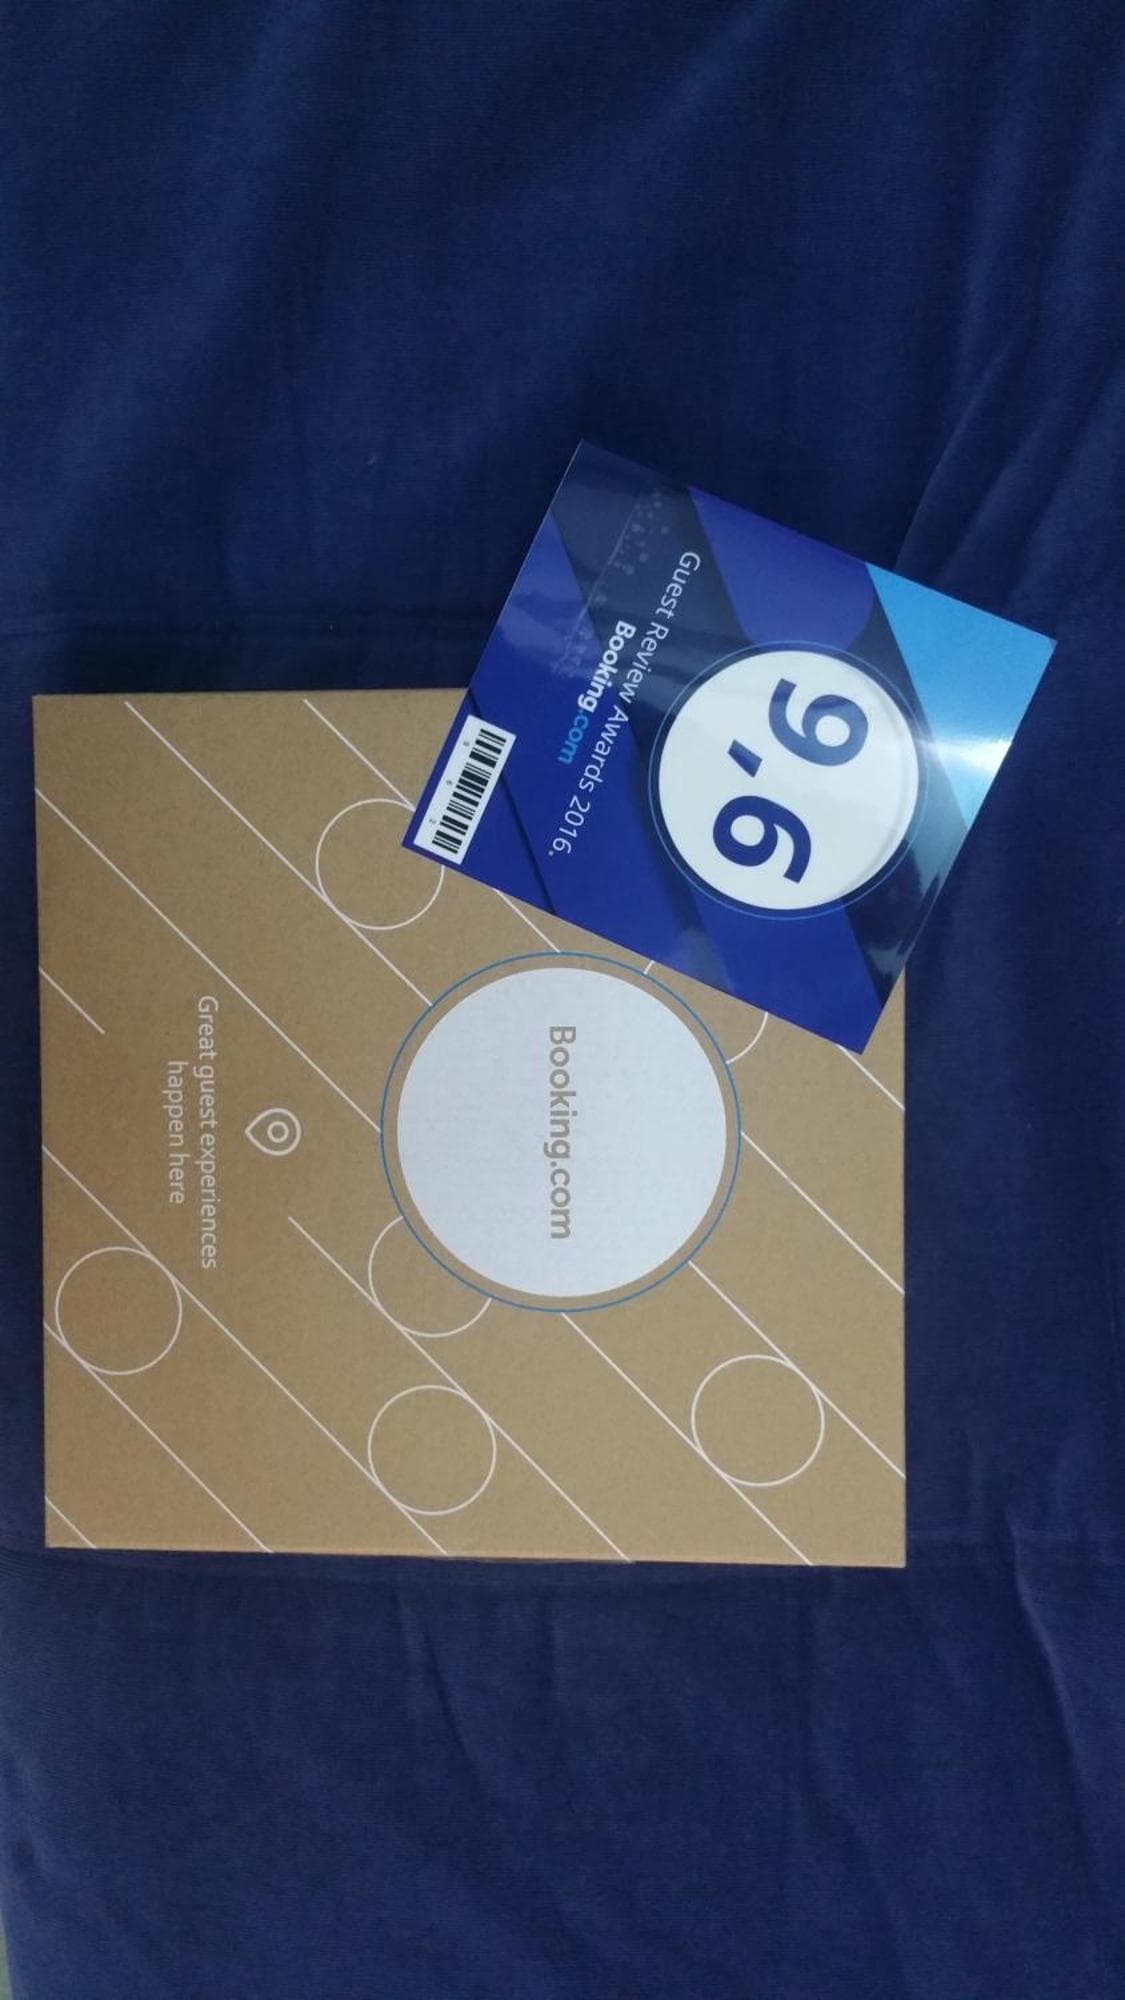 9,6
Guest Review Awards 2016.
Booking.com
Booking.com
Great guest experiences
happen here